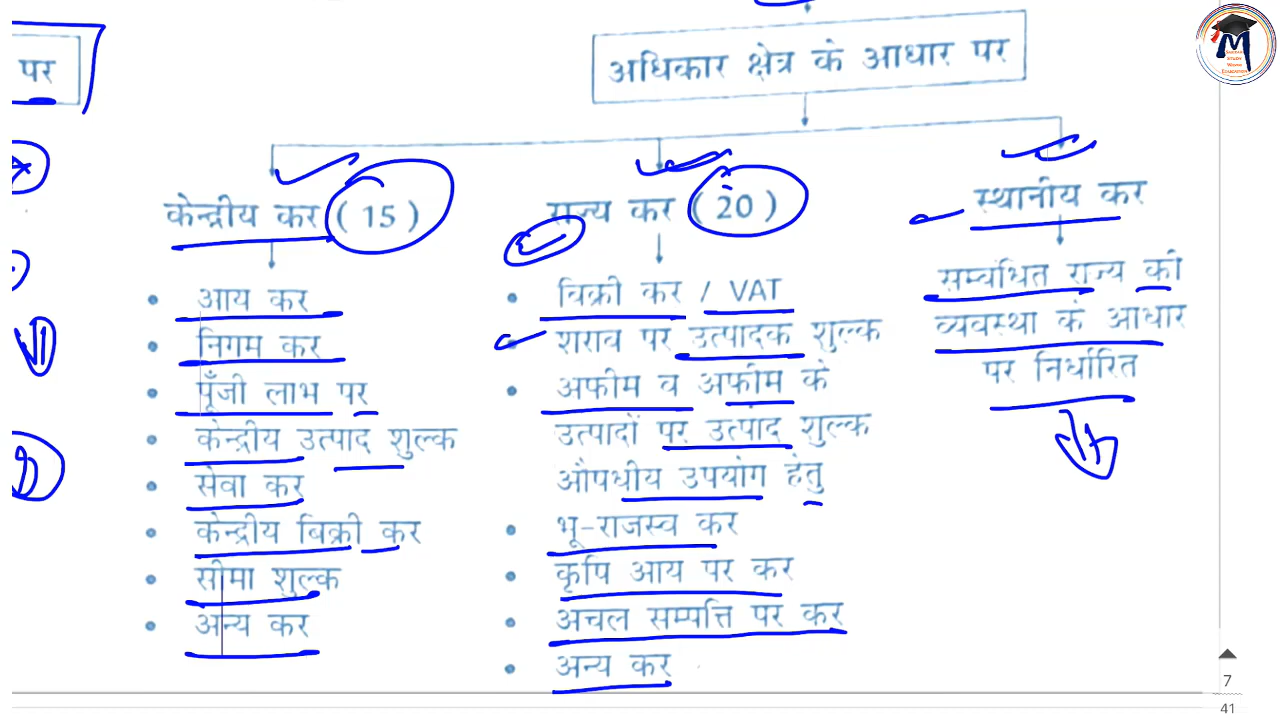 पर
अधिकार क्षेत्र के आधार पर
केन्द्रीय कर (15)
• आय कर
• निगम कर
• पूँजी लाभ पर
• केन्द्रीय उत्पाद शुल्क
• सेवा कर
• केन्द्रीय बिक्री कर
• सीमा शुल्क
• अन्य कर
राज्य कर (20)
• बिक्री कर / VAT
• शराब पर उत्पादक शुल्क
• अफीम व अफीम के
उत्पादों पर उत्पाद शुल्क
औषधीय उपयोग हेतु
• भू-राजस्व कर
• कृषि आय पर कर
• अचल सम्पत्ति पर कर
• अन्य कर
स्थानीय कर
सम्बंधित राज्य की
व्यवस्था के आधार
पर निर्धारित
M
STUDY
EDUCATION
7
41